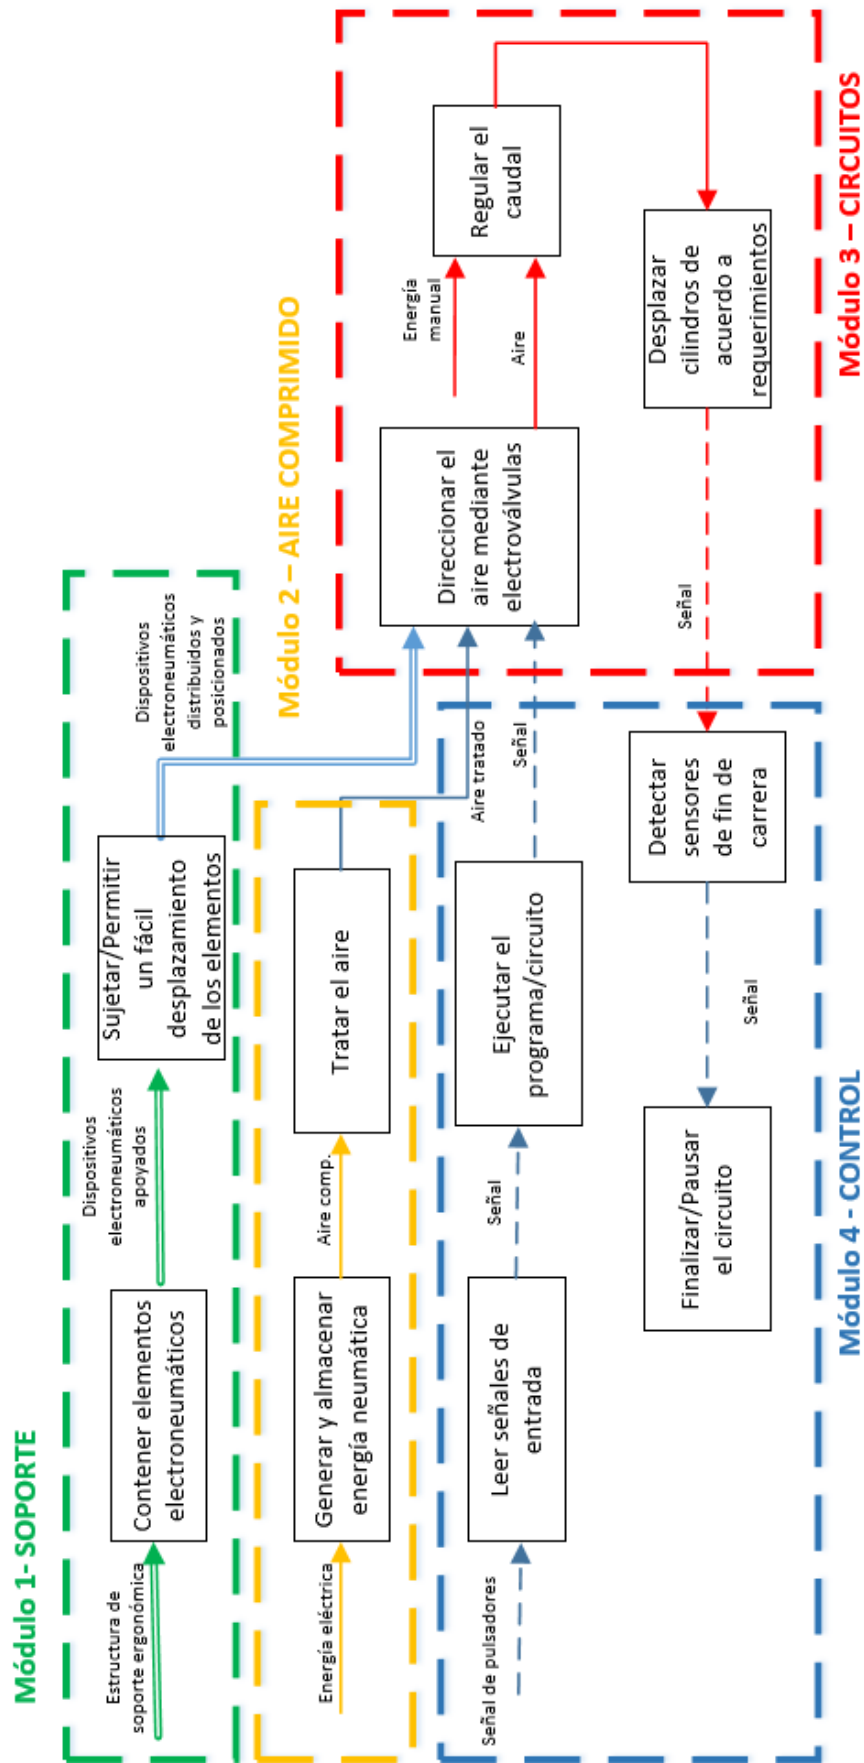 Módulo 1- SOPORTE
Estructura de
soporte ergonómica
Contener elementos
electroneumáticos
Dispositivos
electroneumáticos
apoyados
Sujetar/Permitir
un fácil
desplazamiento
de los elementos
Dispositivos
electroneumáticos
distribuidos y
posicionados
Módulo 2 – AIRE COMPRIMIDO
Energía eléctrica
Generar y almacenar
energía neumática
Aire comp.
Tratar el aire
Aire tratado
Señal de pulsadores
Leer señales de
entrada
Señal
Ejecutar el
programa/circuito
Señal
Direccionar el
aire mediante
electroválvulas
Energía
manual
Aire
Regular el
caudal
Desplazar
cilindros de
acuerdo a
requerimientos
Señal
Detectar
sensores
de fin de
carrera
Señal
Finalizar/Pausar
el circuito
Módulo 4 - CONTROL
Módulo 3 – CIRCUITOS